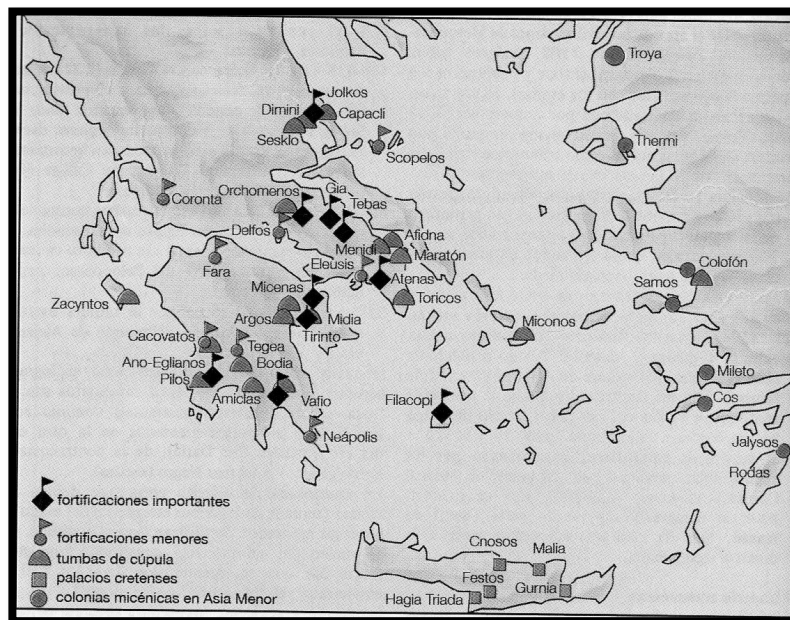 Troya
Jolkos
Dimini
Capacli
Sesklo
Thermi
Scopelos
Orchomenos
Gia
Tebas
Coronta
Delfos
Afidna
Menidi
Maratón
Colofón
Fara
Eleusis
Atenas
Samos
Zacyntos
Micenas
Toricos
Argos
Midia
Miconos
Tirinto
Cacovatos
Tegea
Ano-Eglianos
Bodia
Mileto
Pilos
Amiclas
Vafio
Filacopi
Cos
Neápolis
Jalysos
Rodas
fortificaciones importantes
fortificaciones menores
tumbas de cúpula
palacios cretenses
colonias micénicas en Asia Menor
Cnosos
Malia
Festos
Gurnia
Hagia Triada